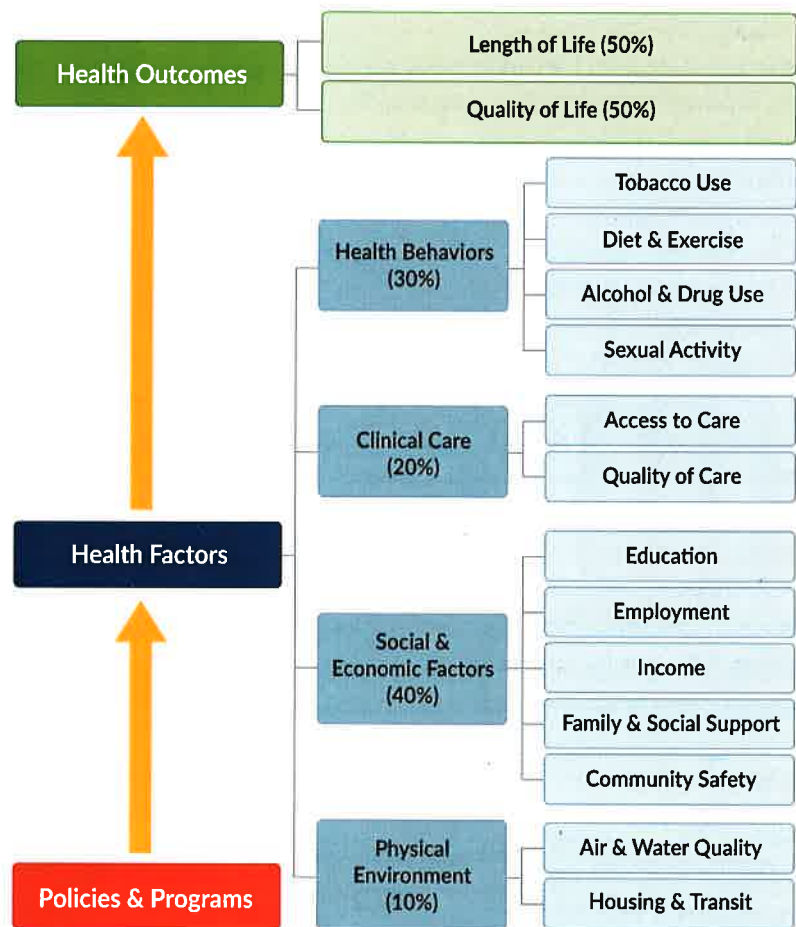 Health Outcomes
Length of Life (50%)
Quality of Life (50%)
Health Behaviors
(30%)
Tobacco Use
Diet & Exercise
Alcohol & Drug Use
Sexual Activity
Clinical Care
(20%)
Access to Care
Quality of Care
Health Factors
Social &
Economic Factors
(40%)
Education
Employment
Income
Family & Social Support
Community Safety
Physical
Environment
(10%)
Air & Water Quality
Housing & Transit
Policies & Programs